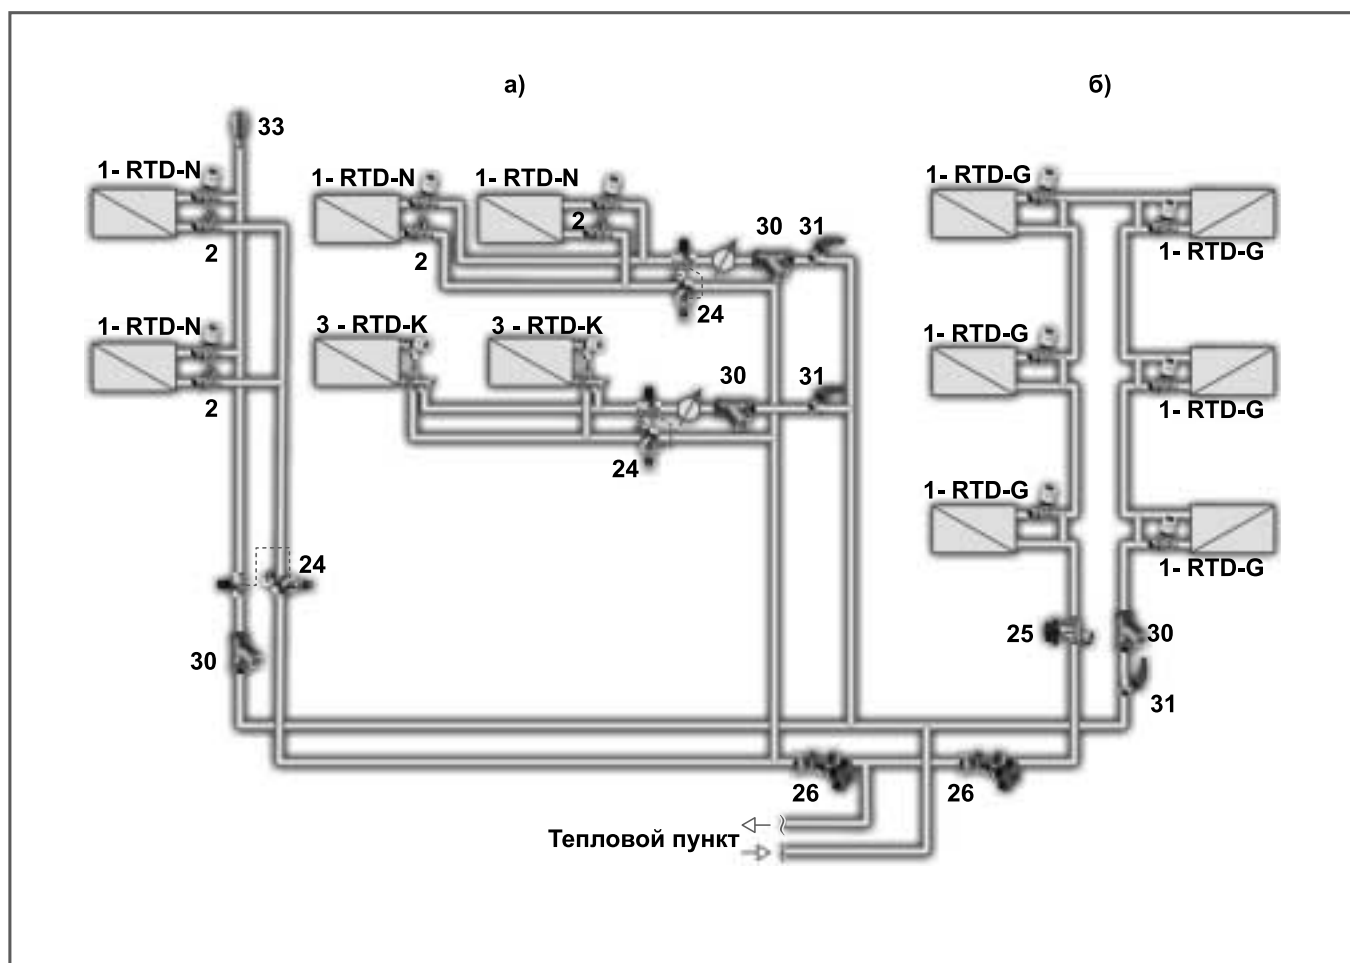 а)
б)
33
1- RTD-N
1- RTD-N
1- RTD-N
1- RTD-G
2
2
2
30
31
1- RTD-G
24
1- RTD-N
3 - RTD-K
3 - RTD-K
1- RTD-G
2
30
31
1- RTD-G
24
1- RTD-G
24
1- RTD-G
30
25
30
31
26
26
Тепловой пункт